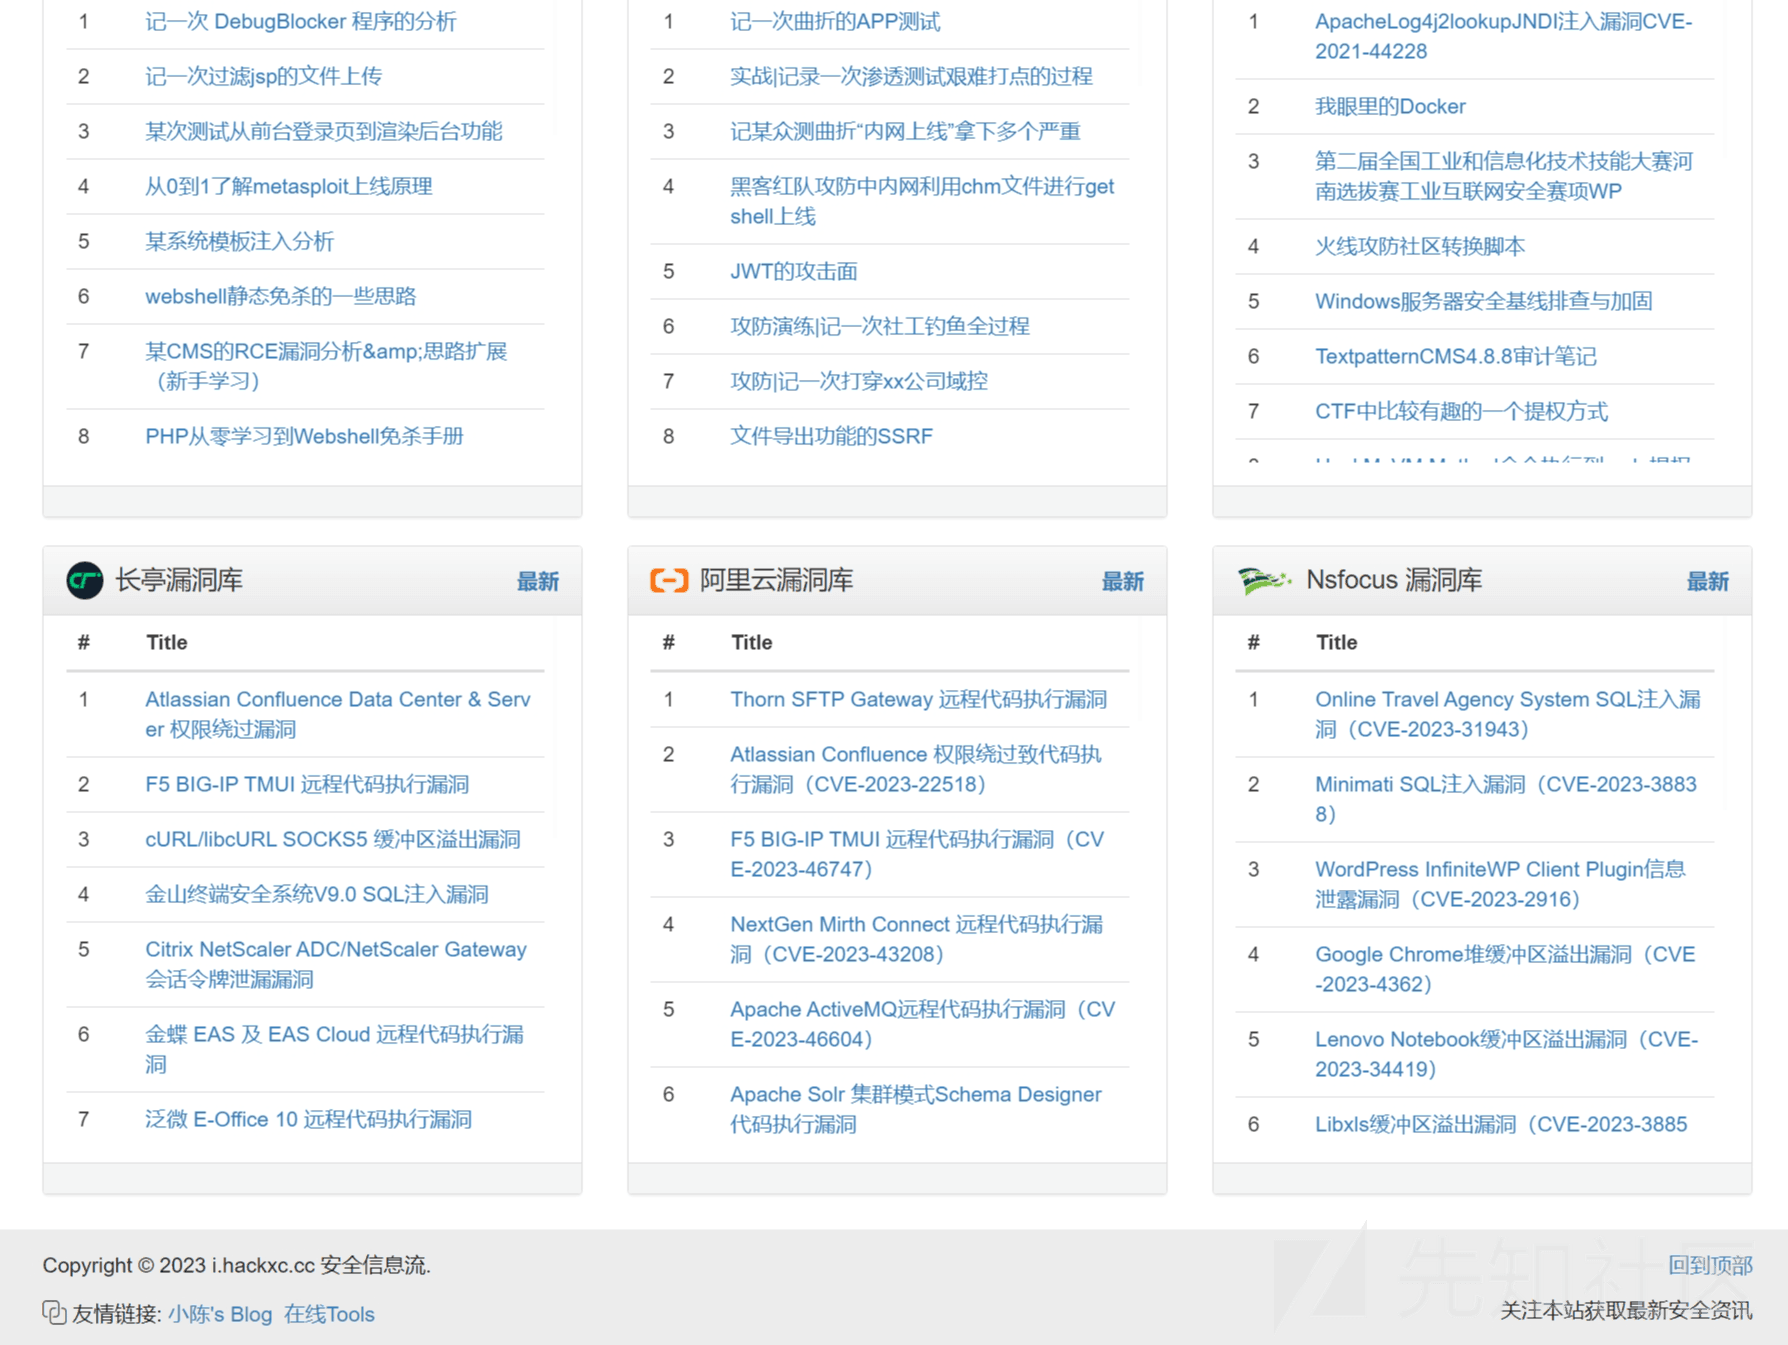 1 记一次 DebugBlocker 程序的分析
2 记一次过滤jsp的文件上传
3 某次测试从前台登录页到渲染后台功能
4 从0到1了解metasploit上线原理
5 某系统模板注入分析
6 webshell静态免杀的一些思路
7 某CMS的RCE漏洞分析&amp;思路扩展
（新手学习）
8 PHP从零学习到Webshell免杀手册
1 记一次曲折的APP测试
2 实战|记录一次渗透测试艰难打点的过程
3 记某众测曲折“内网上线”拿下多个严重
4 黑客红队攻防中内网利用chm文件进行get
shell上线
5 JWT的攻击面
6 攻防演练|记一次社工钓鱼全过程
7 攻防|记一次打穿xx公司域控
8 文件导出功能的SSRF
1 ApacheLog4j2lookupJNDI注入漏洞CVE-
2021-44228
2 我眼里的Docker
3 第二届全国工业和信息化技术技能大赛河
南选拔赛工业互联网安全赛项WP
4 火线攻防社区转换脚本
5 Windows服务器安全基线排查与加固
6 TextpatternCMS4.8.8审计笔记
7 CTF中比较有趣的一个提权方式
长亭漏洞库 最新
# Title
1 Atlassian Confluence Data Center & Serv
er 权限绕过漏洞
2 F5 BIG-IP TMUI 远程代码执行漏洞
3 cURL/libcURL SOCKS5 缓冲区溢出漏洞
4 金山终端安全系统V9.0 SQL注入漏洞
5 Citrix NetScaler ADC/NetScaler Gateway
会话令牌泄漏漏洞
6 金蝶 EAS 及 EAS Cloud 远程代码执行漏
洞
7 泛微 E-Office 10 远程代码执行漏洞
阿里云漏洞库 最新
# Title
1 Thorn SFTP Gateway 远程代码执行漏洞
2 Atlassian Confluence 权限绕过致代码执
行漏洞（CVE-2023-22518）
3 F5 BIG-IP TMUI 远程代码执行漏洞（CV
E-2023-46747）
4 NextGen Mirth Connect 远程代码执行漏
洞（CVE-2023-43208）
5 Apache ActiveMQ远程代码执行漏洞（CV
E-2023-46604）
6 Apache Solr 集群模式Schema Designer
代码执行漏洞
Nsfocus 漏洞库 最新
# Title
1 Online Travel Agency System SQL注入漏
洞（CVE-2023-31943）
2 Minimati SQL注入漏洞（CVE-2023-3883
8）
3 WordPress InfiniteWP Client Plugin信息
泄露漏洞（CVE-2023-2916）
4 Google Chrome堆缓冲区溢出漏洞（CVE
-2023-4362）
5 Lenovo Notebook缓冲区溢出漏洞（CVE-
2023-34419）
6 Libxls缓冲区溢出漏洞（CVE-2023-3885
Copyright © 2023 i.hackxc.cc 安全信息流.
回到顶部
友情链接: 小陈's Blog 在线Tools
关注本站获取最新安全资讯
先知社区